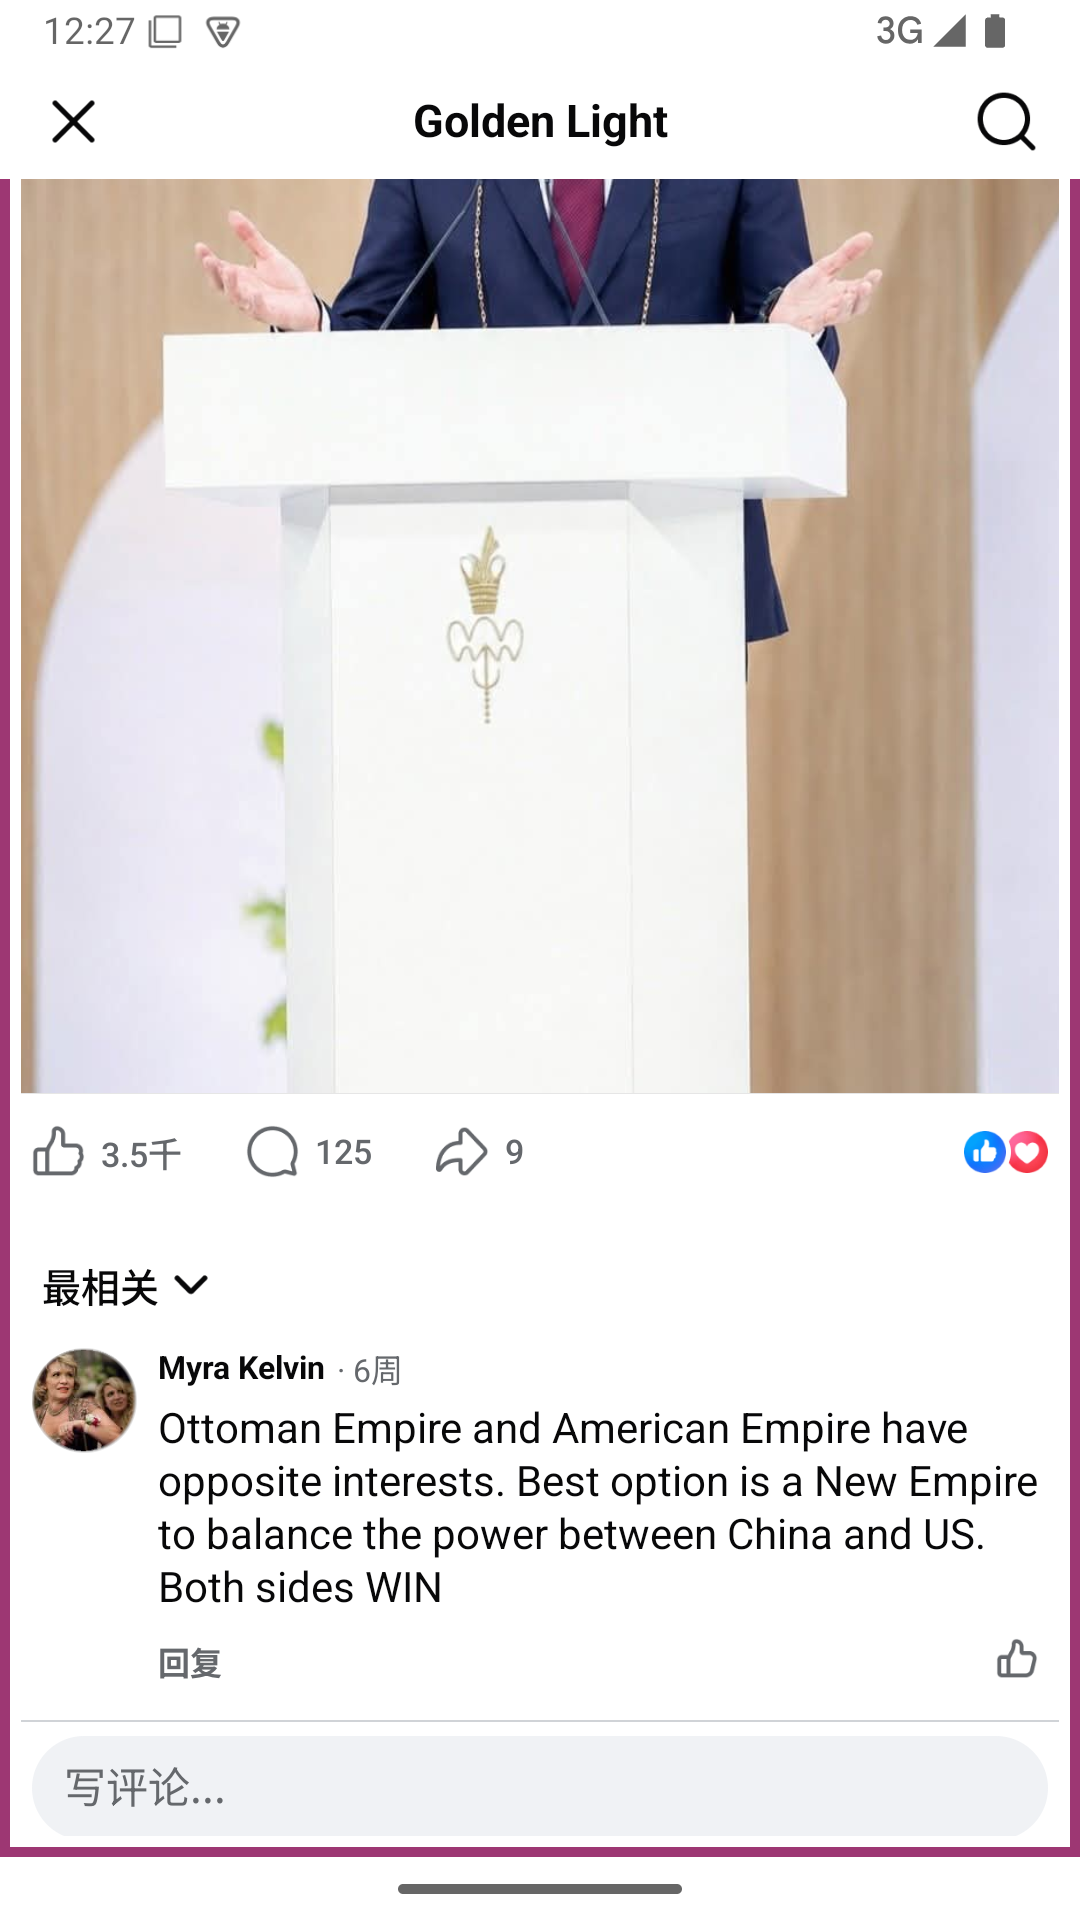 12:27
3G
Golden Light
3.5千
125
9
最相关
Myra Kelvin · 6周
Ottoman Empire and American Empire have
opposite interests. Best option is a New Empire
to balance the power between China and US.
Both sides WIN
回复
写评论...